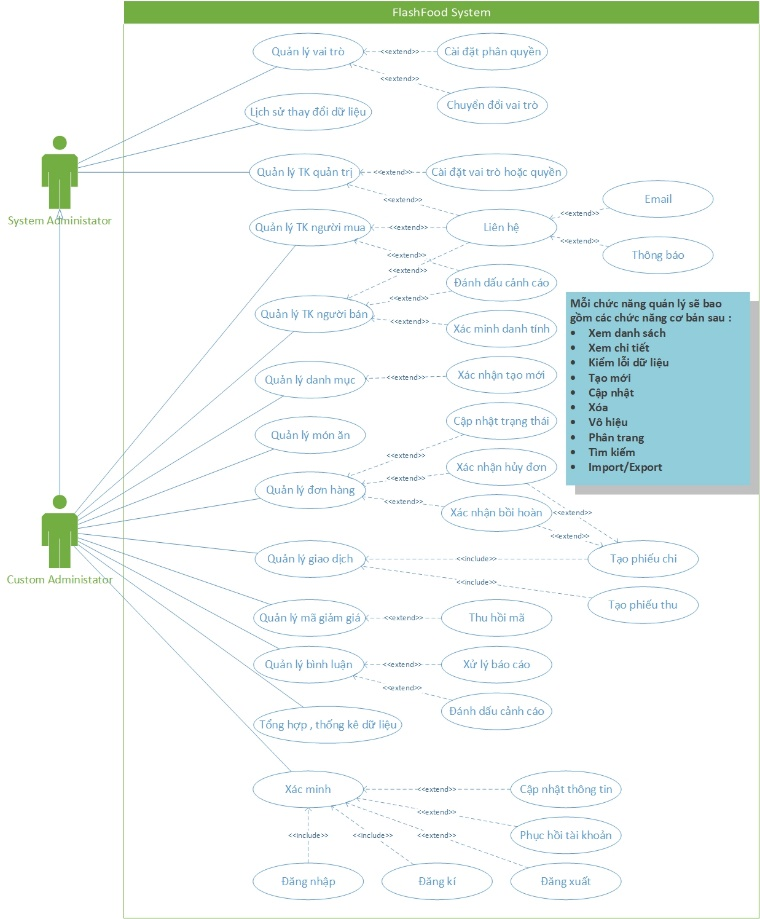 FlashFood System
Quản lý vai trò
<<extend>>
Cài đặt phân quyền
<<extend>>
Chuyển đổi vai trò
Lịch sử thay đổi dữ liệu
Quản lý TK quản trị
<<extend>>
Cài đặt vai trò hoặc quyền
System Administator
<<extend>>
Email
<<extend>>
Quản lý TK người mua
<<extend>>
Liên hệ
<<extend>>
Thông báo
<<extend>>
<<extend>>
Đánh dấu cảnh cáo
<<extend>>
Quản lý TK người bán
<<extend>>
Xác minh danh tính
Mỗi chức năng quản lý sẽ bao
gồm các chức năng cơ bản sau :
• Xem danh sách
• Xem chi tiết
• Kiểm lỗi dữ liệu
• Tạo mới
• Cập nhật
• Xóa
• Vô hiệu
• Phân trang
• Tìm kiếm
• Import/Export
Quản lý danh mục
<<extend>>
Xác nhận tạo mới
Quản lý món ăn
Cập nhật trạng thái
<<extend>>
Xác nhận hủy đơn
<<extend>>
Quản lý đơn hàng
<<extend>>
Xác nhận bồi hoàn
<<extend>>
<<extend>>
Custom Administator
Quản lý giao dịch
<<include>>
Tạo phiếu chi
<<include>>
Tạo phiếu thu
Quản lý mã giảm giá
<<extend>>
Thu hồi mã
Quản lý bình luận
<<extend>>
Xử lý báo cáo
<<extend>>
Đánh dấu cảnh cáo
Tổng hợp , thống kê dữ liệu
Xác minh
<<extend>>
Cập nhật thông tin
<<extend>>
Phục hồi tài khoản
<<include>>
<<include>>
<<extend>>
Đăng nhập
Đăng kí
Đăng xuất